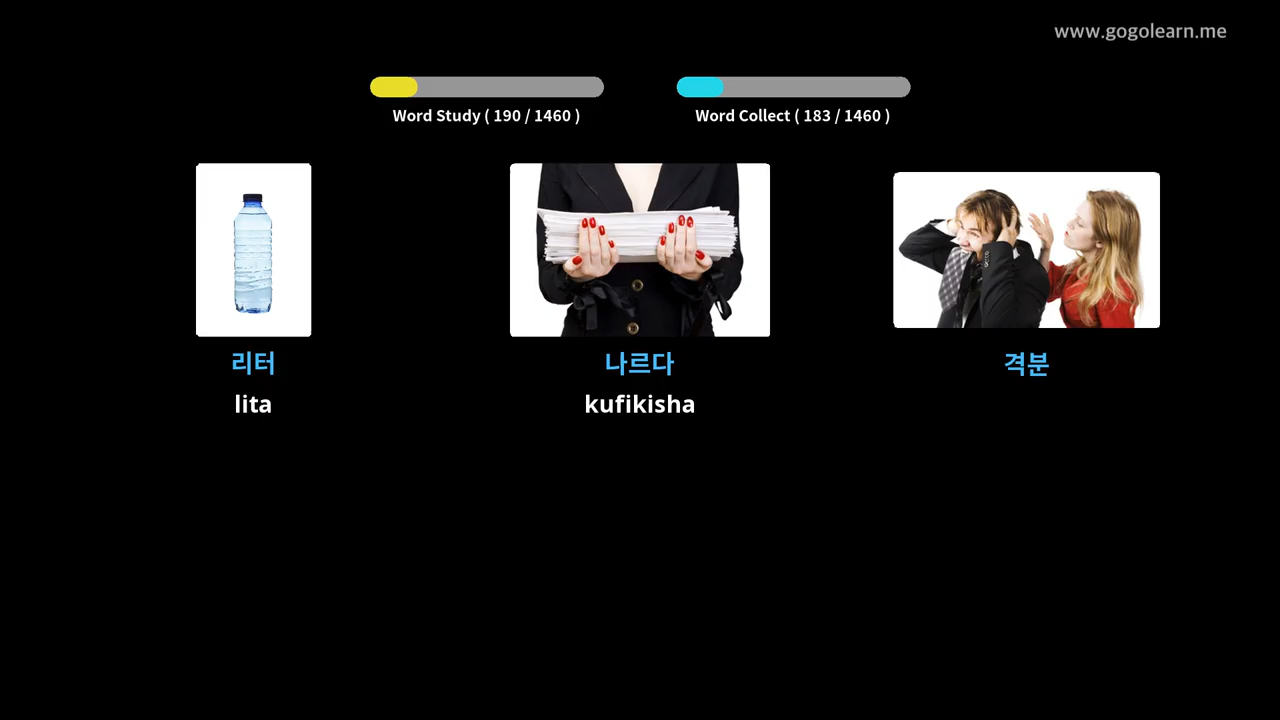 www.gogolearn.me
Word Study ( 190 / 1460 )
Word Collect ( 183 / 1460 )
리터
나르다
격분
lita
kufikisha